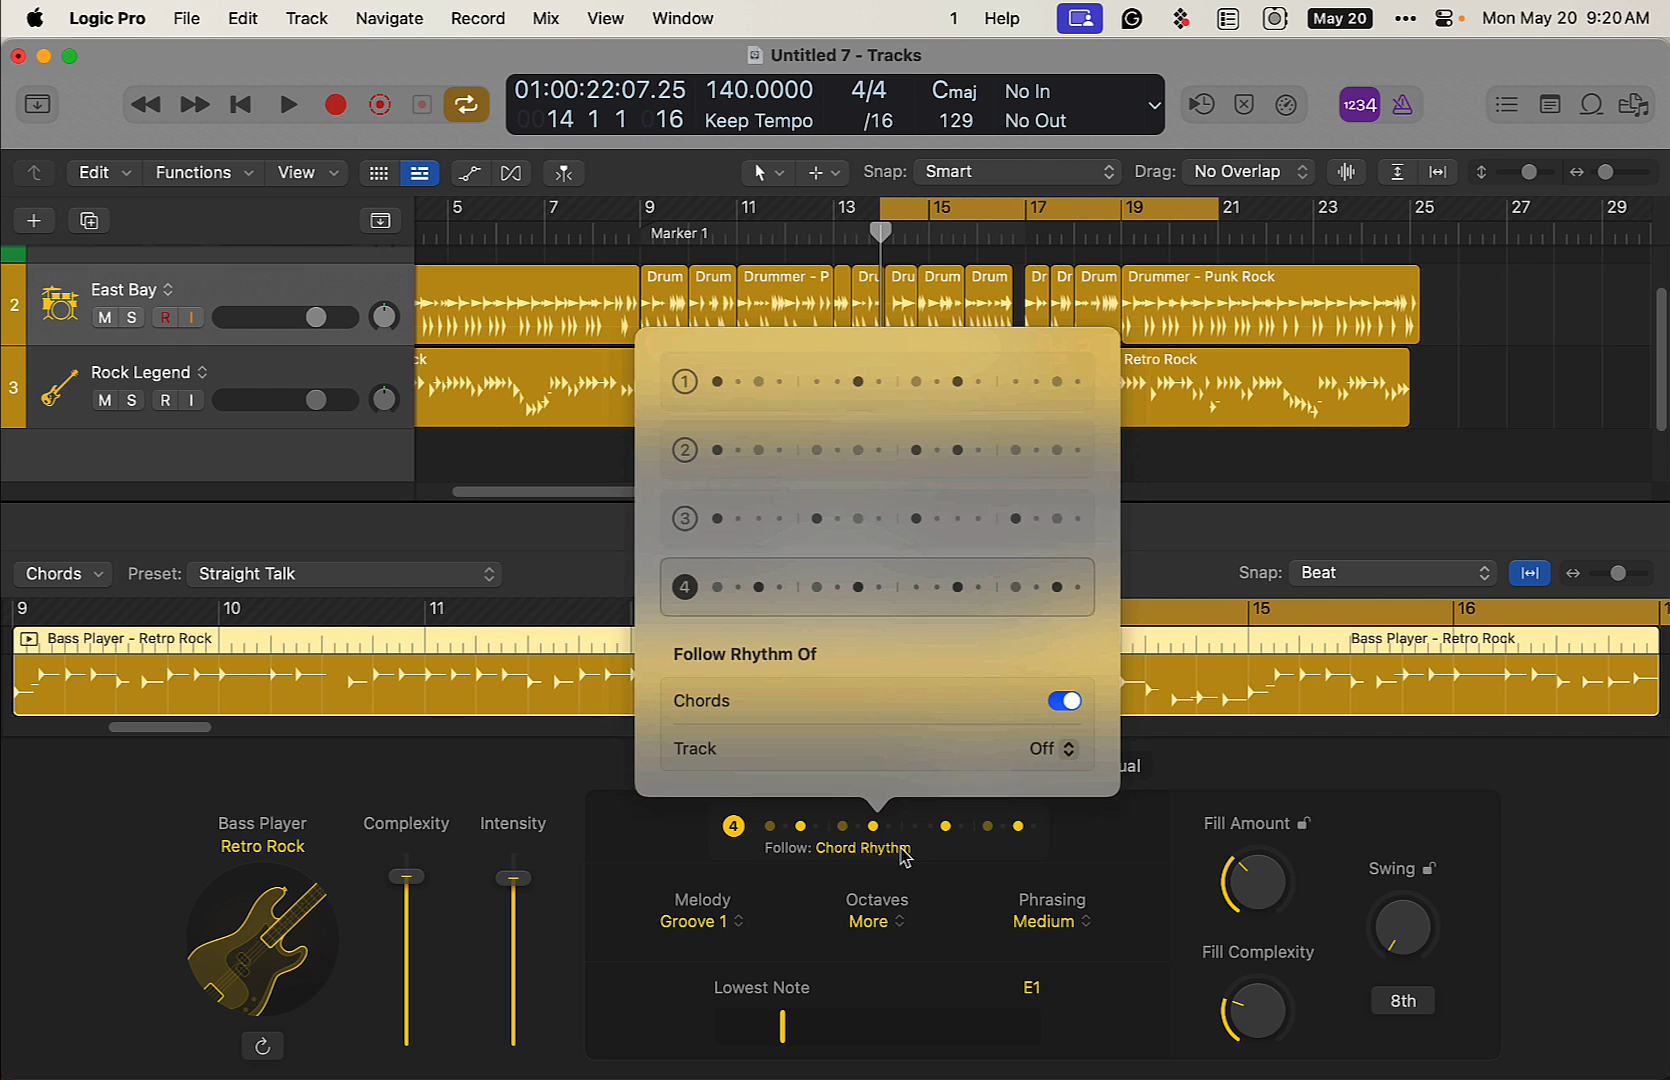 Logic Pro File Edit Track Navigate Record Mix View Window 1 Help May 20 ••• Mon May 20 9:20 AM
Untitled 7 - Tracks
01:00:22:07.25 140.0000 4/4 Cmaj No In
0014 1 1 016 Keep Tempo /16 129 No Out
1234
Edit Functions View Snap: Smart Drag: No Overlap
5 7 9 11 13 15 17 19 21 23 25 27 29
Marker 1
2 East Bay
M S R I
Drum Drum Drummer - P Dru Dru Drum Drum Dr Dr Drum Drummer - Punk Rock
3 Rock Legend
M S R I
ck Retro Rock
1
2
3
4
Follow Rhythm Of
Chords
Track Off
Chords Preset: Straight Talk Snap: Beat
9 10 11 15 16 1
Bass Player - Retro Rock Bass Player - Retro Rock
ual
Bass Player
Retro Rock
Complexity Intensity
4
Follow: Chord Rhythm
Melody Octaves Phrasing
Groove 1 More Medium
Lowest Note E1
Fill Amount
Swing
Fill Complexity
8th